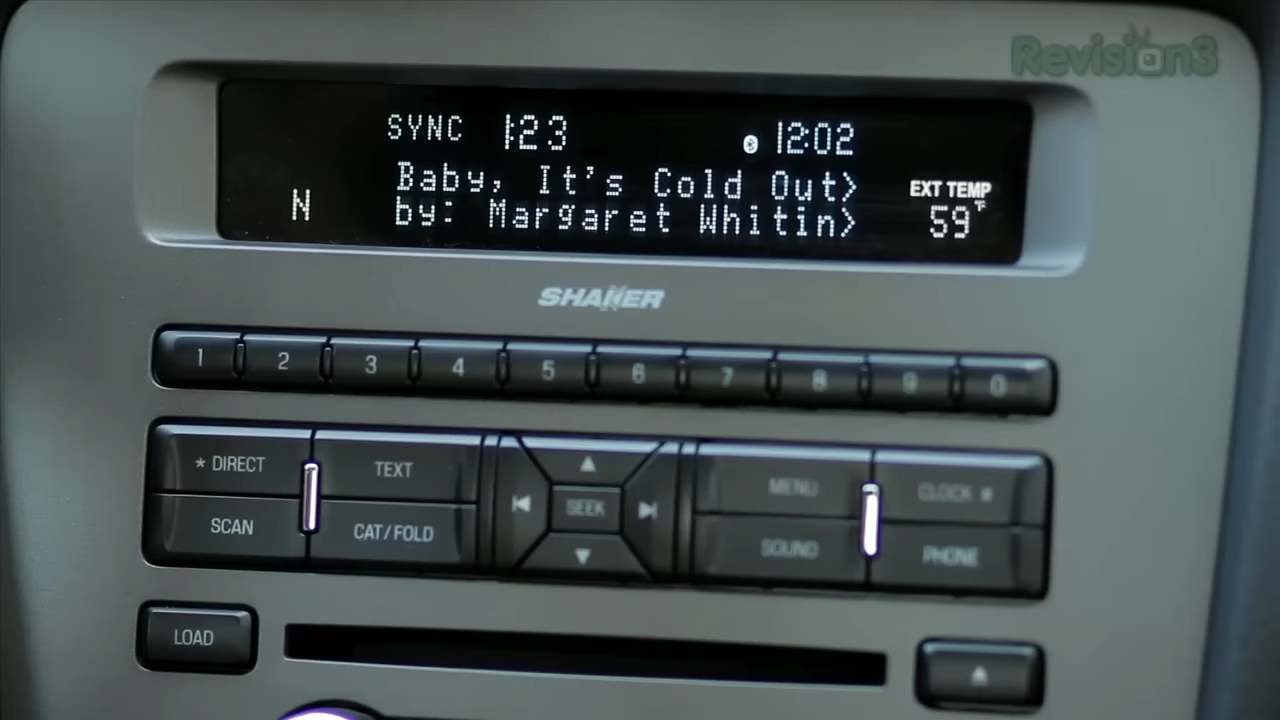 Revision3
SYNC 1:23 12:02
Baby, It's Cold Out>
by: Margaret Whitin>
N
EXT TEMP
59°F
SHAKER
1 2 3 4 5 6 7 8 9 0
* DIRECT TEXT MENU CLOCK #
SEEK
SCAN CAT/FOLD SOUND PHONE
LOAD